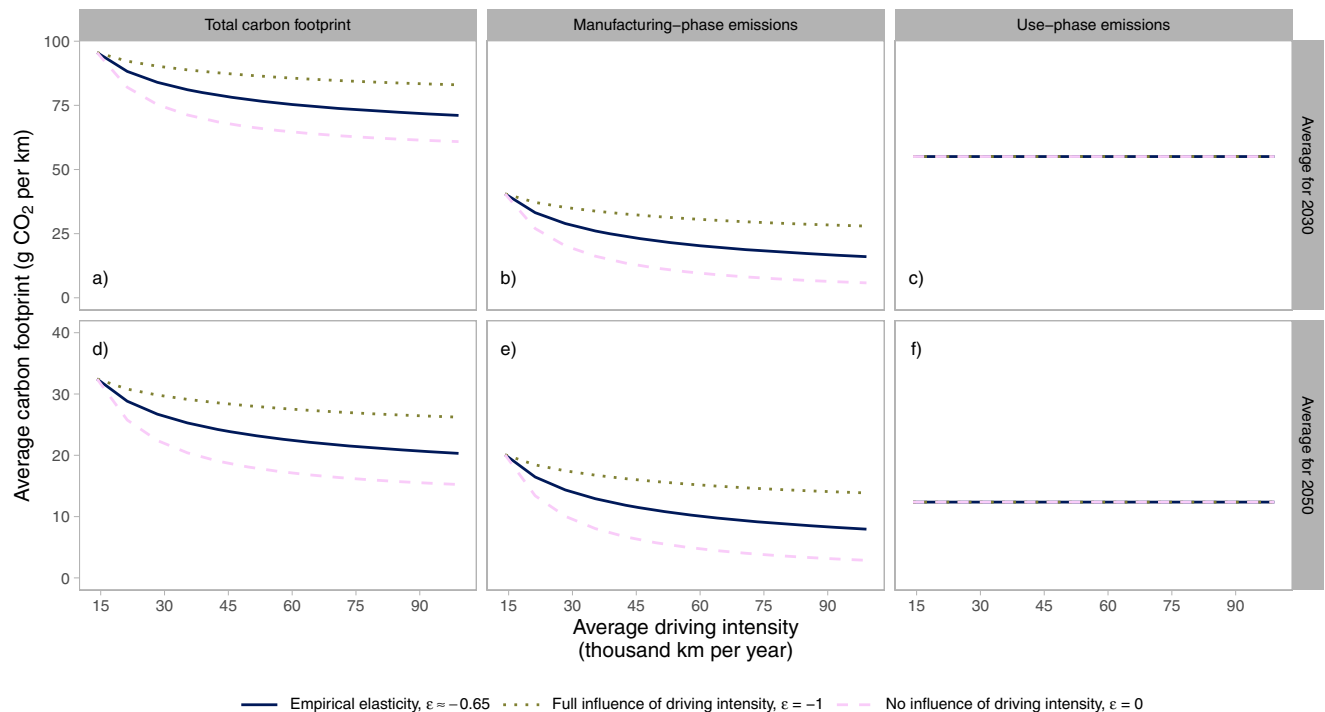 Total carbon footprint
Manufacturing–phase emissions
Use–phase emissions
Average carbon footprint (g CO₂ per km)
100
75
50
25
0
a)
b)
c)
Average for 2030
40
30
20
10
0
d)
e)
f)
Average for 2050
15 30 45 60 75 90
15 30 45 60 75 90
15 30 45 60 75 90
Average driving intensity
(thousand km per year)
Empirical elasticity, ε ≈ −0.65
Full influence of driving intensity, ε = −1
No influence of driving intensity, ε = 0